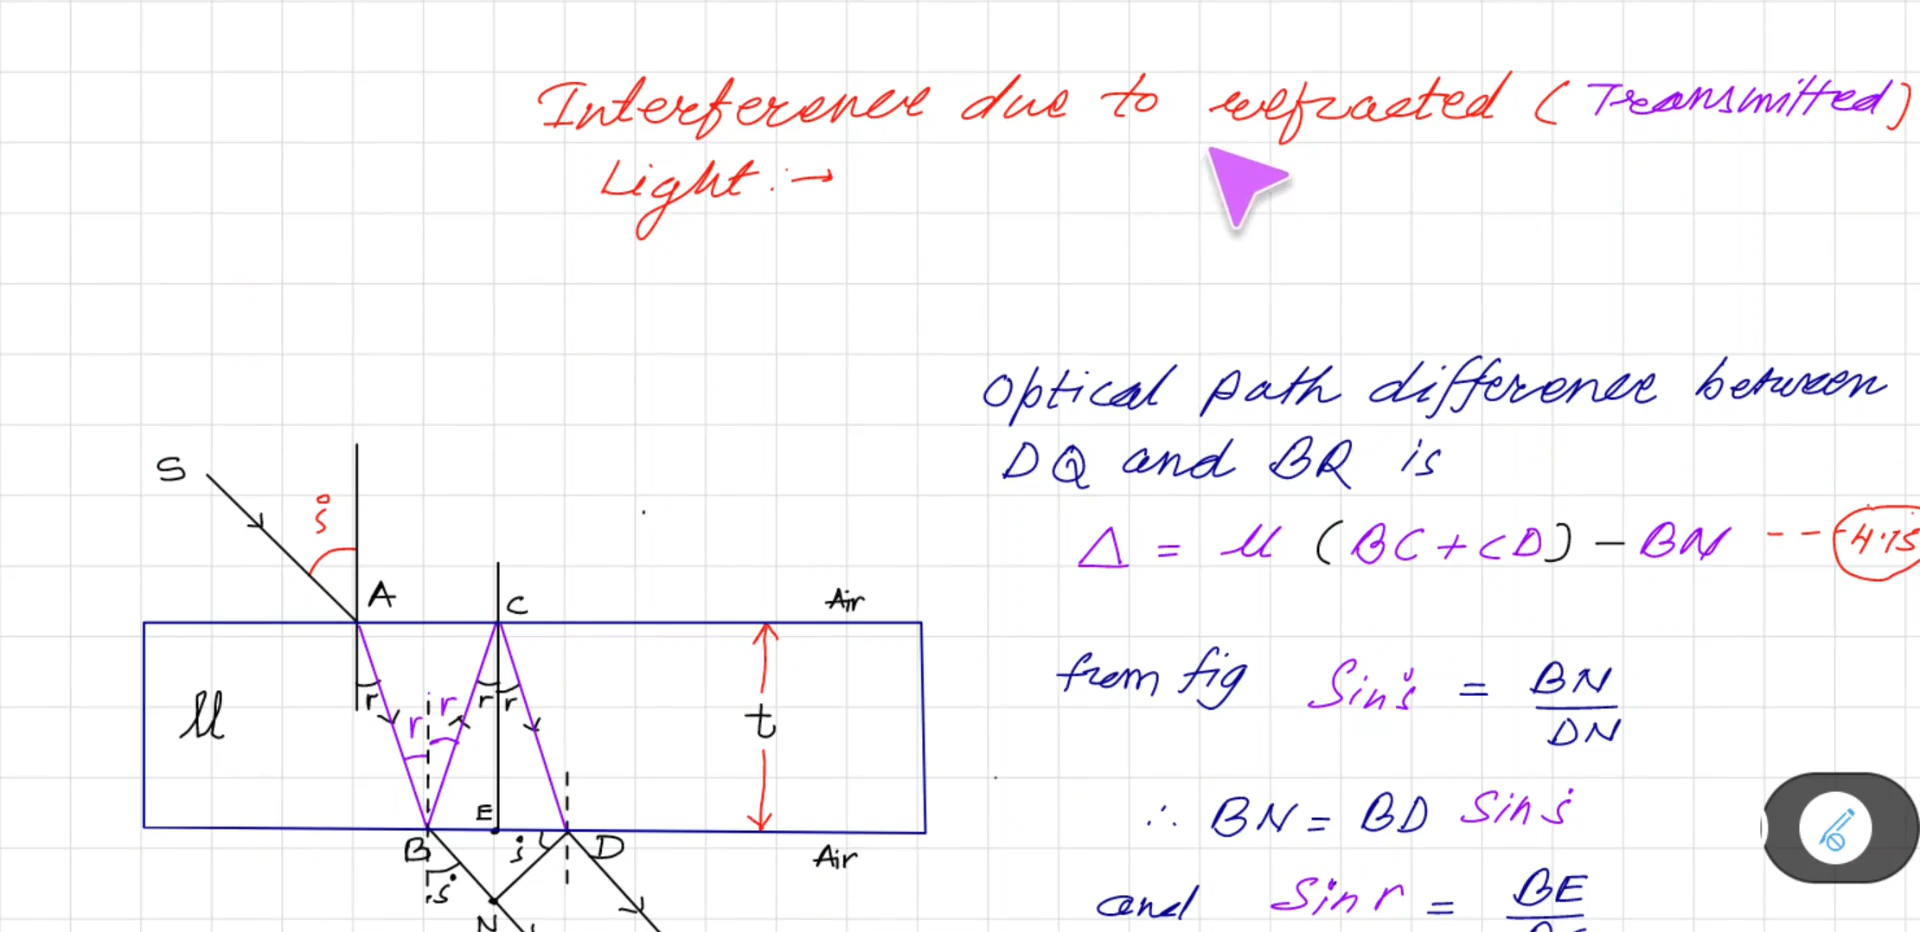 Interference due to refracted (Transmitted)
Light :→
Optical path difference between
DQ and BR is
Δ = μ (BC + CD) - BN -- 4.15
from fig Sin i = BN / DN
∴ BN = BD Sin i
and Sin r = BE
S
i
A
C
Air
μ
r
r
r
r
r
t
E
B
i
D
Air
i
N